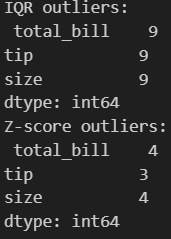 IQR outliers:
 total_bill    9
tip           9
size          9
dtype: int64
Z-score outliers:
 total_bill    4
tip           3
size          4
dtype: int64